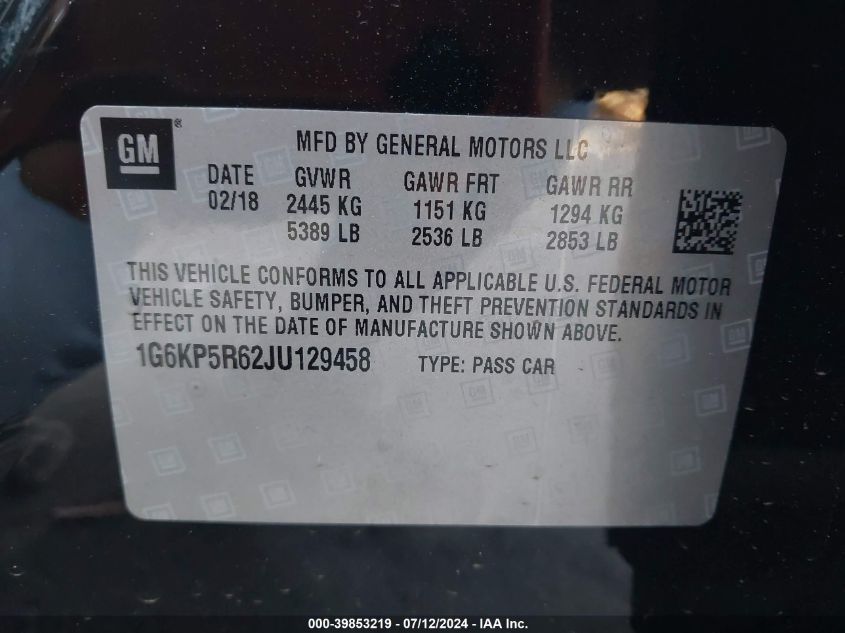 GM
MFD BY GENERAL MOTORS LLC
DATE GVWR GAWR FRT GAWR RR
02/18 2445 KG 1151 KG 1294 KG
5389 LB 2536 LB 2853 LB
THIS VEHICLE CONFORMS TO ALL APPLICABLE U.S. FEDERAL MOTOR
VEHICLE SAFETY, BUMPER, AND THEFT PREVENTION STANDARDS IN
EFFECT ON THE DATE OF MANUFACTURE SHOWN ABOVE.
1G6KP5R62JU129458 TYPE: PASS CAR
000-39853219 - 07/12/2024 - IAA Inc.